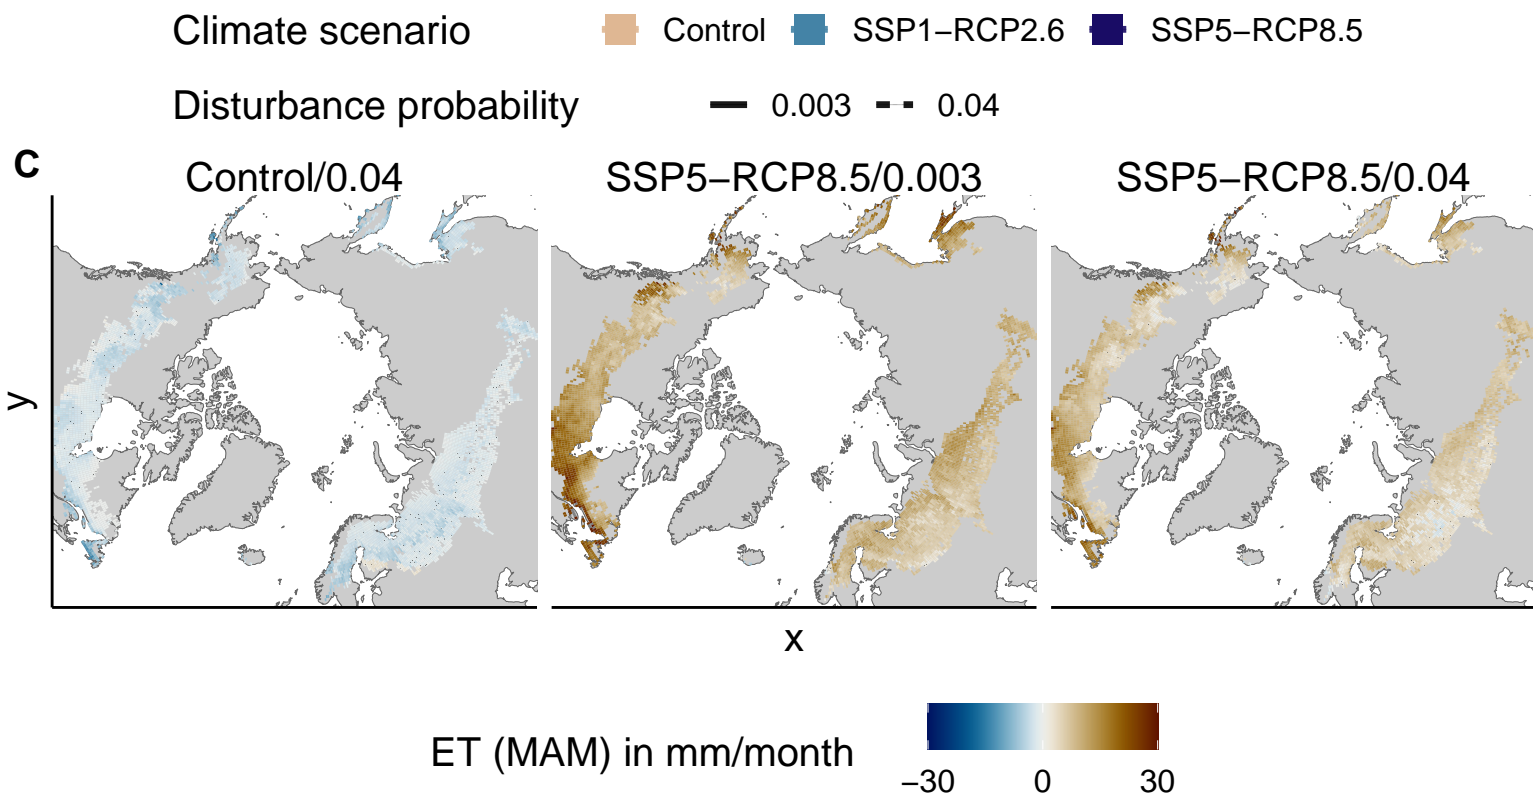 Climate scenario Control SSP1−RCP2.6 SSP5−RCP8.5
Disturbance probability 0.003 0.04
C
Control/0.04 SSP5−RCP8.5/0.003 SSP5−RCP8.5/0.04
y
x
ET (MAM) in mm/month
−30 0 30